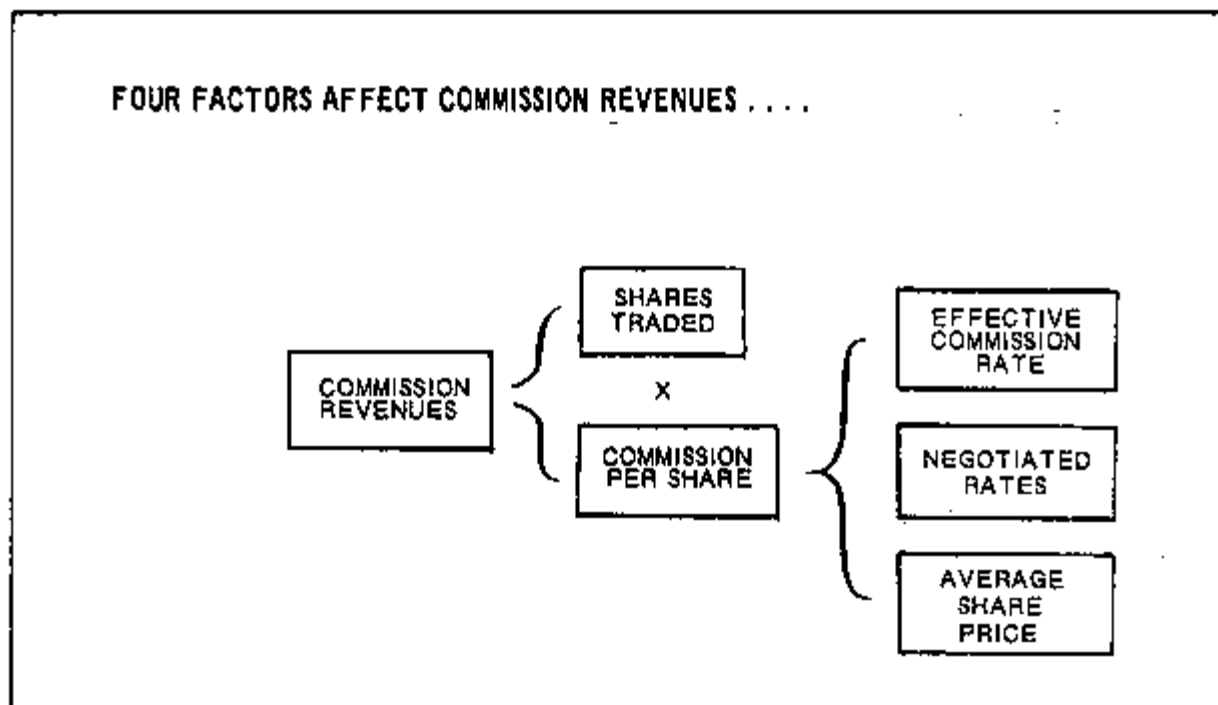 FOUR FACTORS AFFECT COMMISSION REVENUES ....
COMMISSION
REVENUES
SHARES
TRADED
X
COMMISSION
PER SHARE
EFFECTIVE
COMMISSION
RATE
NEGOTIATED
RATES
AVERAGE
SHARE
PRICE